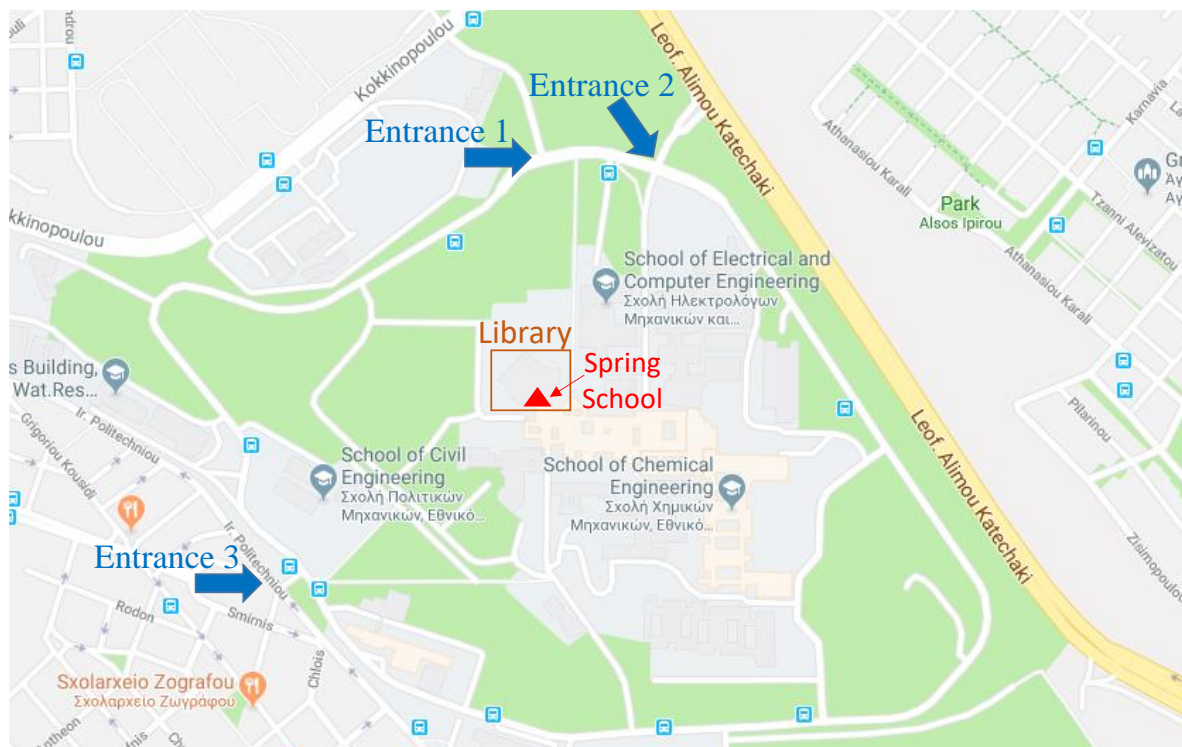 Kokkinopoulou
Leof. Alimou Katechaki
Entrance 2
Entrance 1
Karnavia
Athanasiou Karali
Park
Alsos Ipirou
Tzanni Alevizatou
kkinopoulou
School of Electrical and
Computer Engineering
Σχολή Ηλεκτρολόγων
Μηχανικών και...
Athanasiou Karali
Library
Spring
School
s Building,
Wat.Res...
Ir. Politechniou
Grigoriou Kousidi
Pilarinou
Leof. Alimou Katechaki
School of Civil
Engineering
Σχολή Πολιτικών
Μηχανικών, Εθνικό...
School of Chemical
Engineering
Σχολή Χημικών
Μηχανικών, Εθνικό...
Ir. Politechniou
Entrance 3
Zisimopoulou
Rodon
Smirnis
Chlois
Sxolarxeio Zografou
Σχολαρχείο Ζωγράφου